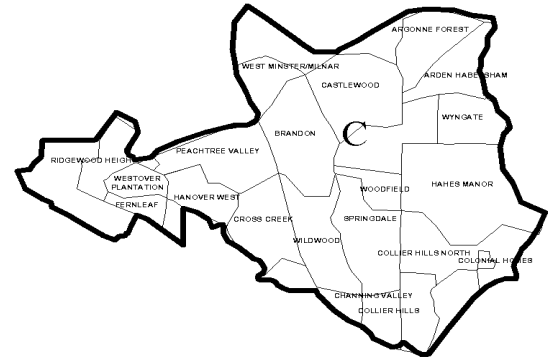 ARGONNE FOREST
WEST MINSTER/MILNAR
ARDEN HABERSHAM
CASTLEWOOD
WYNGATE
C
BRANDON
PEACHTREE VALLEY
RIDGEWOOD HEIGH
WESTOVER
PLANTATION
WOODFIELD
HAHES MANOR
HANOVER WEST
FERNLEAF
CROSS CREEK
SPRINGDALE
WILDWOOD
COLLIER HILLS NORTH
COLONIAL HOMES
CHANNING VALLEY
COLLIER HILLS